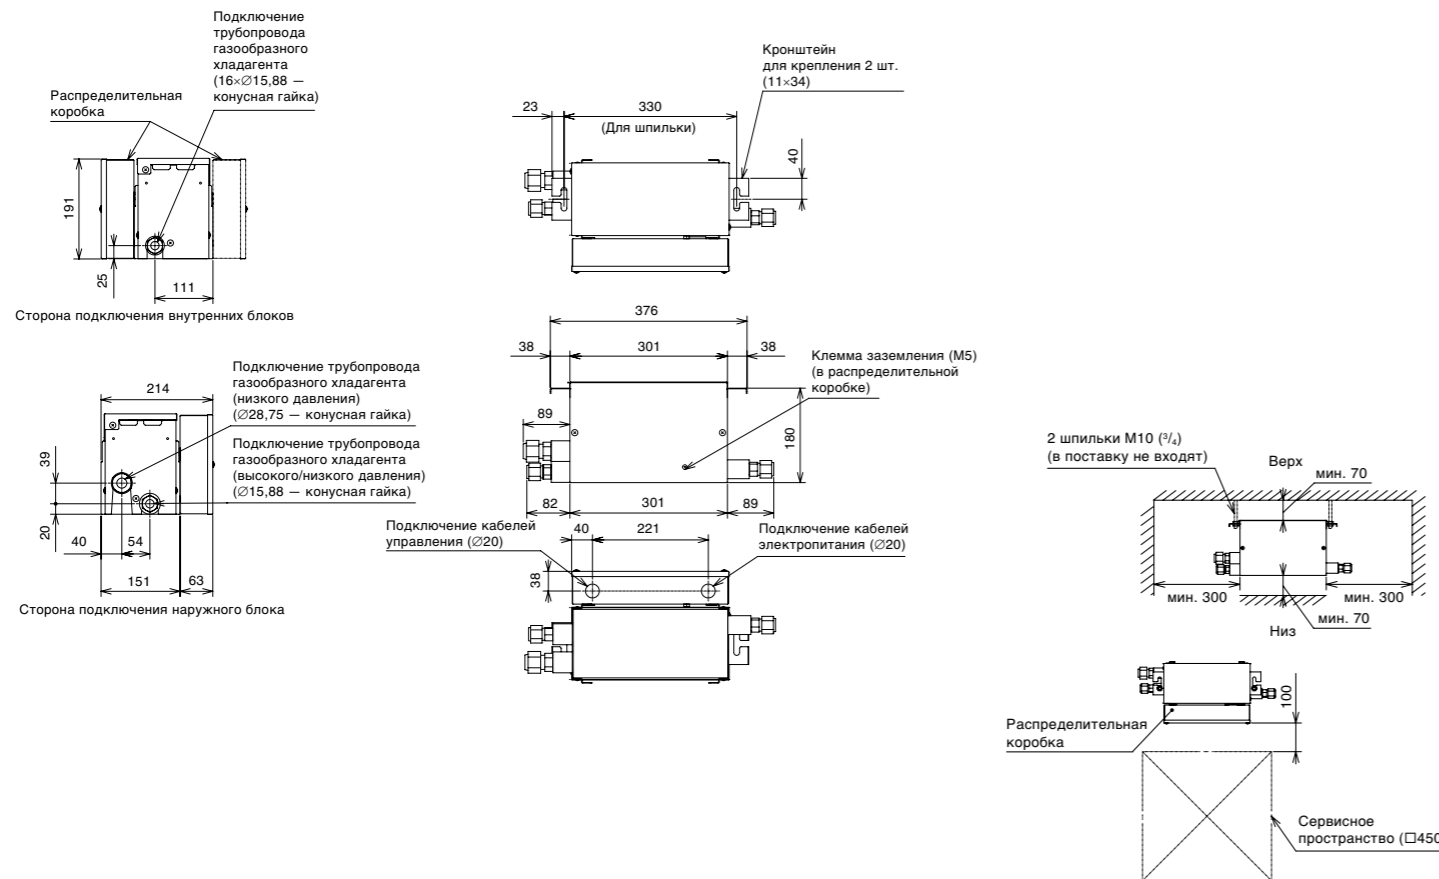 Подключение
трубопровода
газообразного
хладагента
(16×∅15,88 —
конусная гайка)
Распределительная
коробка
191
25
111
Сторона подключения внутренних блоков
Кронштейн
для крепления 2 шт.
(11×34)
23
330
(Для шпильки)
40
376
38
301
38
Клемма заземления (М5)
(в распределительной
коробке)
89
180
82
301
89
214
Подключение трубопровода
газообразного хладагента
(низкого давления)
(∅28,75 — конусная гайка)
Подключение трубопровода
газообразного хладагента
(высокого/низкого давления)
(∅15,88 — конусная гайка)
39
20
40
54
151
63
Сторона подключения наружного блока
Подключение кабелей
управления (∅20)
40
221
Подключение кабелей
электропитания (∅20)
38
2 шпильки М10 (³/₄)
(в поставку не входят)
Верх
мин. 70
мин. 300
мин. 300
мин. 70
Низ
100
Распределительная
коробка
Сервисное
пространство (□450